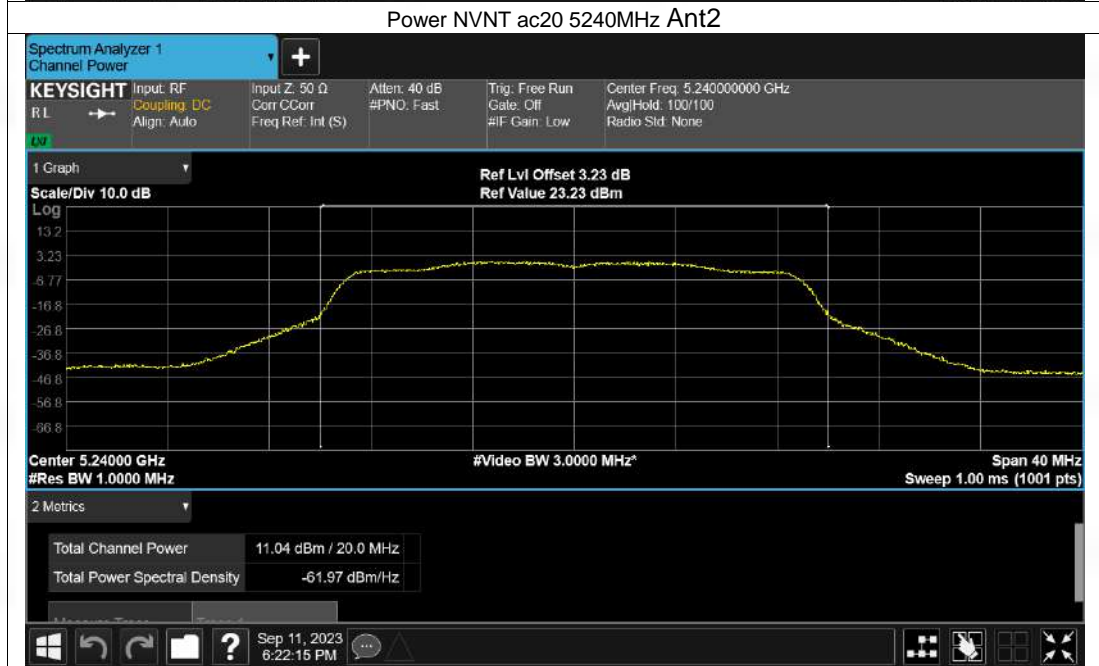 Power NVNT ac20 5240MHz Ant2
Spectrum Analyzer 1
Channel Power
+
KEYSIGHT
R L
LXI
Input: RF
Coupling: DC
Align: Auto
Input Z: 50 Ω
Corr CCorr
Freq Ref: Int (S)
Atten: 40 dB
#PNO: Fast
Trig: Free Run
Gate: Off
#IF Gain: Low
Center Freq: 5.240000000 GHz
Avg|Hold: 100/100
Radio Std: None
1 Graph
Scale/Div 10.0 dB
Ref Lvl Offset 3.23 dB
Ref Value 23.23 dBm
Log
13.2
3.23
-6.77
-16.8
-26.8
-36.8
-46.8
-56.8
-66.8
Center 5.24000 GHz
#Video BW 3.0000 MHz*
Span 40 MHz
#Res BW 1.0000 MHz
Sweep 1.00 ms (1001 pts)
2 Metrics
Total Channel Power 11.04 dBm / 20.0 MHz
Total Power Spectral Density -61.97 dBm/Hz
?
Sep 11, 2023
6:22:15 PM